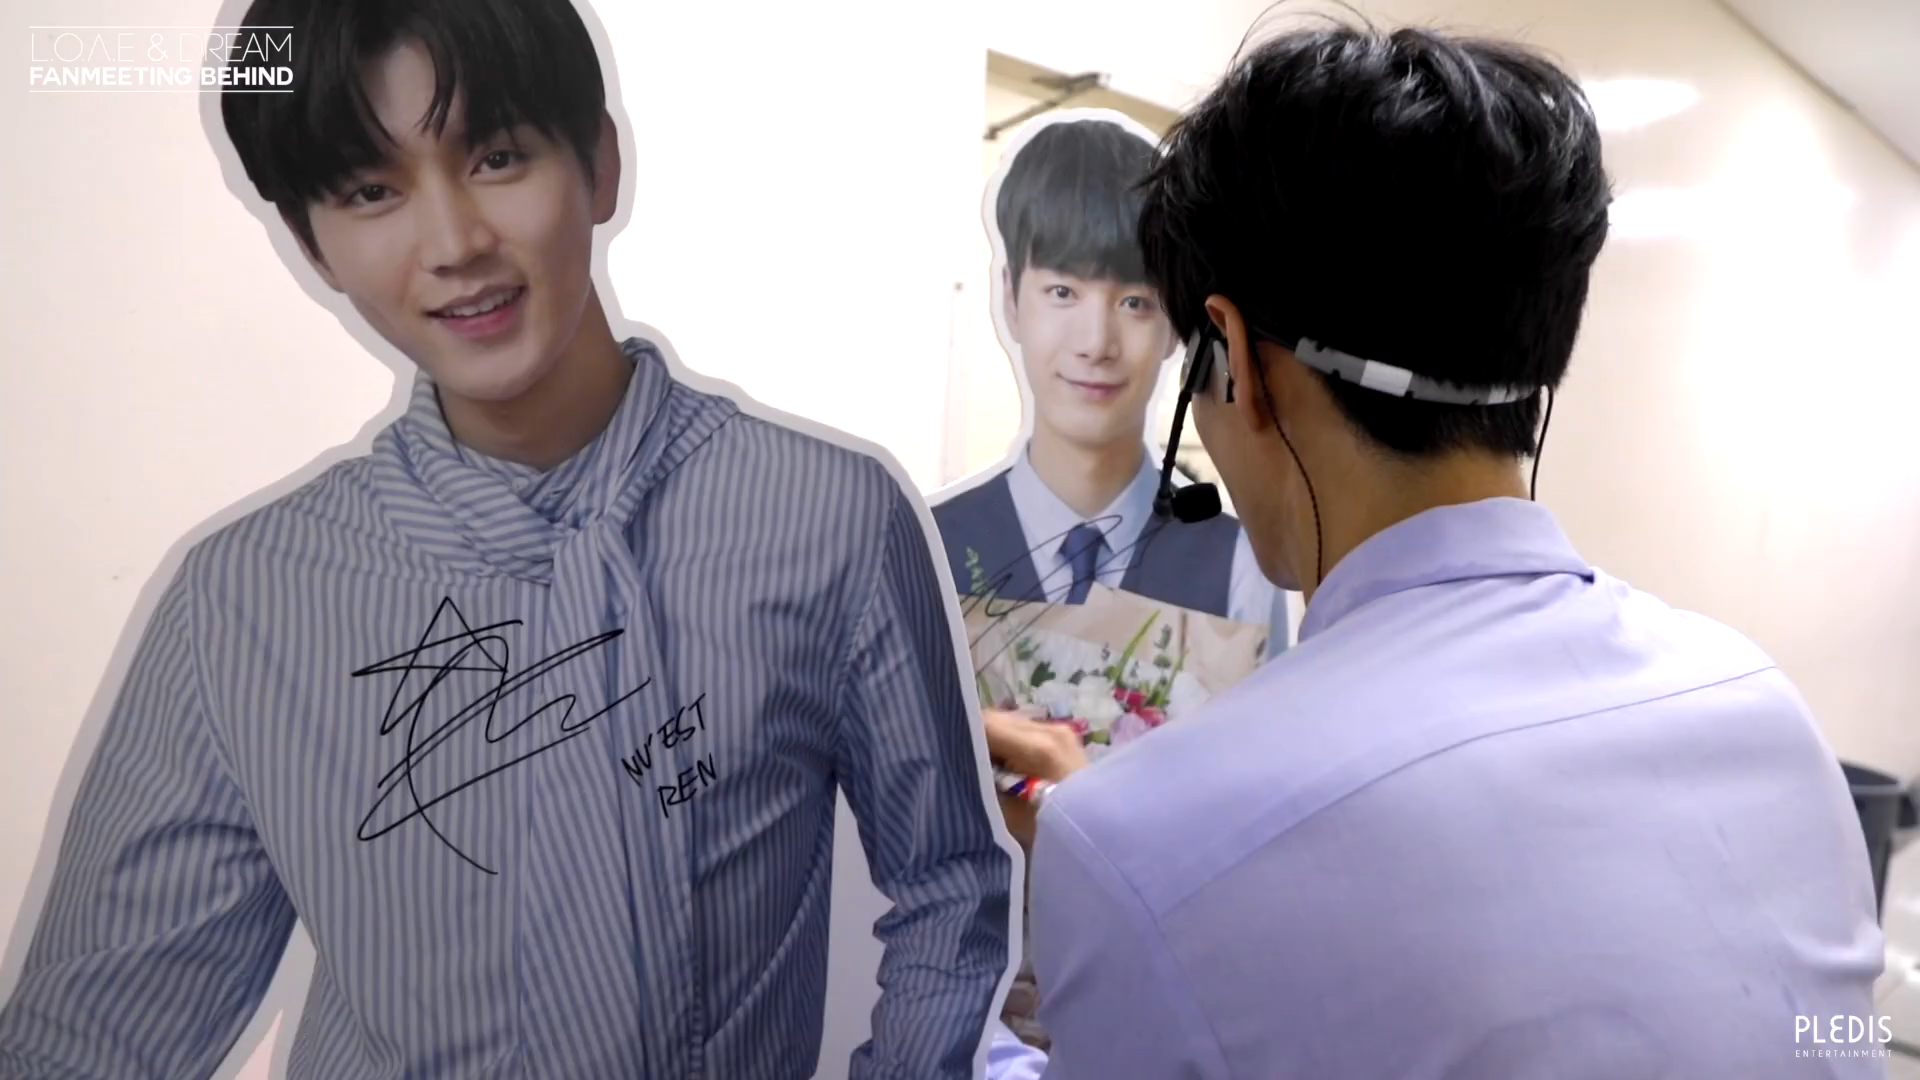 L.O.Λ.E & DREAM
FANMEETING BEHIND
NU'EST
REN
PLEDIS
ENTERTAINMENT